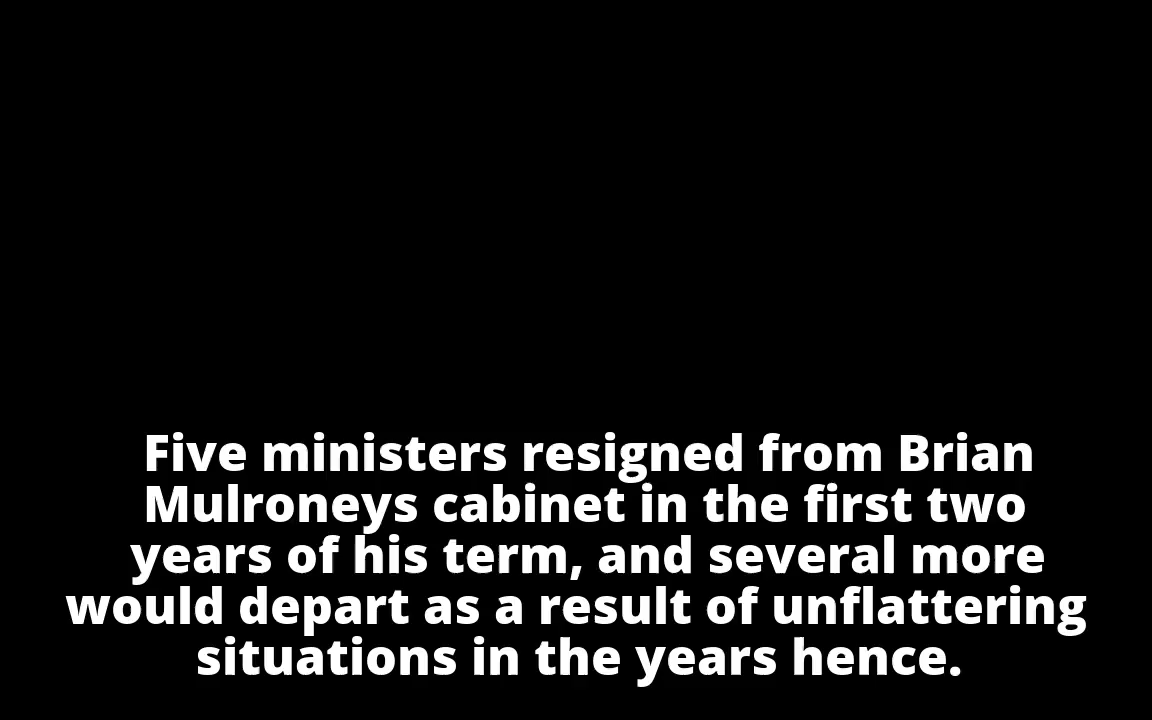 Five ministers resigned from Brian
Mulroneys cabinet in the first two
years of his term, and several more
would depart as a result of unflattering
situations in the years hence.